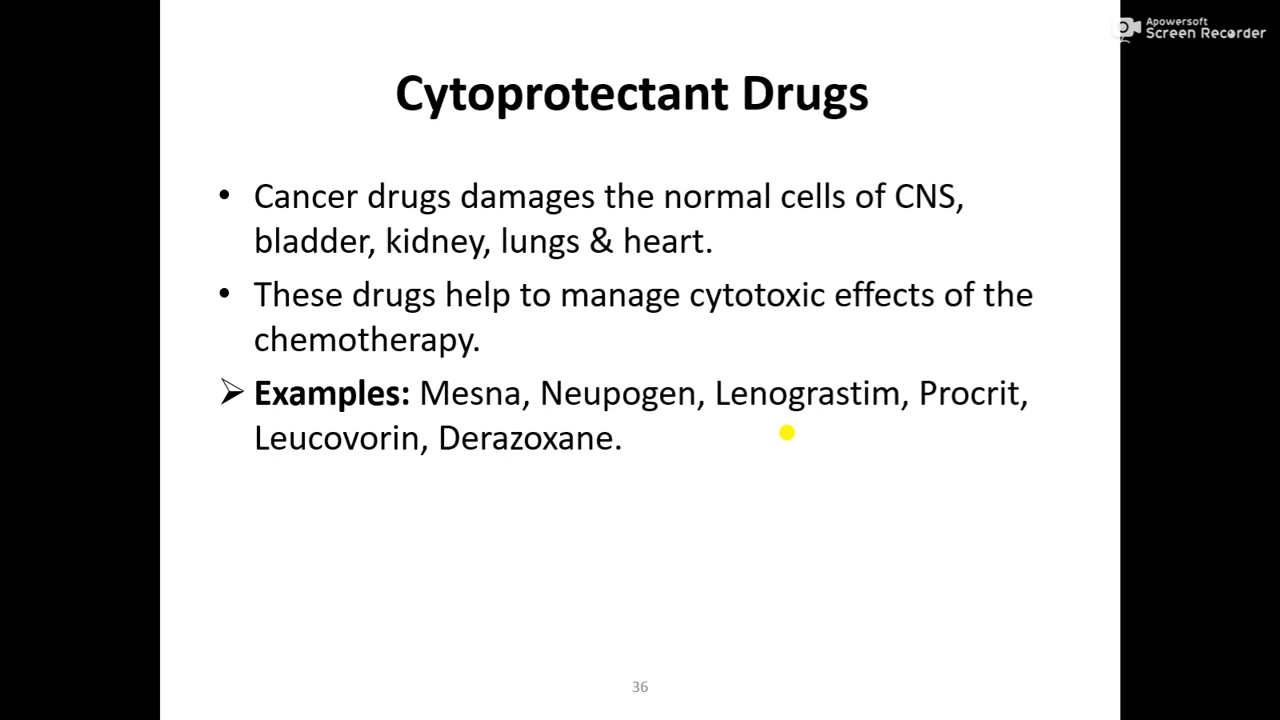 Apowersoft
Screen Recorder
Cytoprotectant Drugs
• Cancer drugs damages the normal cells of CNS,
bladder, kidney, lungs & heart.
• These drugs help to manage cytotoxic effects of the
chemotherapy.
➢ Examples: Mesna, Neupogen, Lenograstim, Procrit,
Leucovorin, Derazoxane.
36